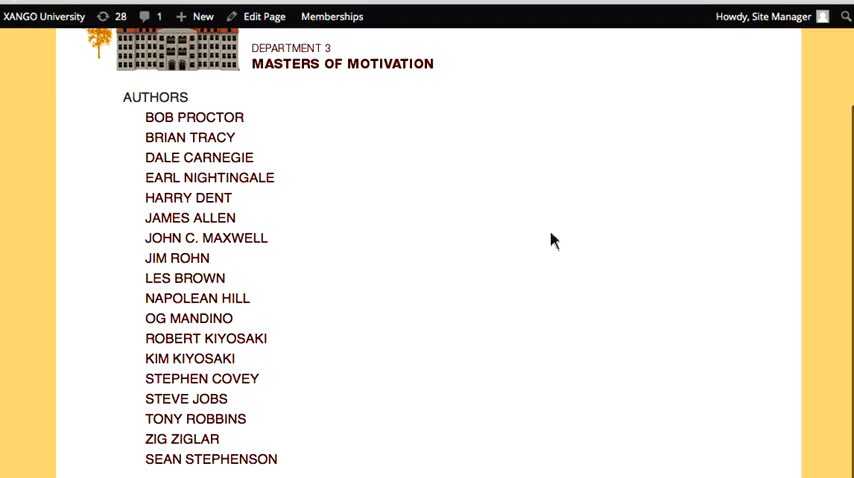 XANGO University 28 1 New Edit Page Memberships Howdy, Site Manager
DEPARTMENT 3
MASTERS OF MOTIVATION
AUTHORS
BOB PROCTOR
BRIAN TRACY
DALE CARNEGIE
EARL NIGHTINGALE
HARRY DENT
JAMES ALLEN
JOHN C. MAXWELL
JIM ROHN
LES BROWN
NAPOLEAN HILL
OG MANDINO
ROBERT KIYOSAKI
KIM KIYOSAKI
STEPHEN COVEY
STEVE JOBS
TONY ROBBINS
ZIG ZIGLAR
SEAN STEPHENSON